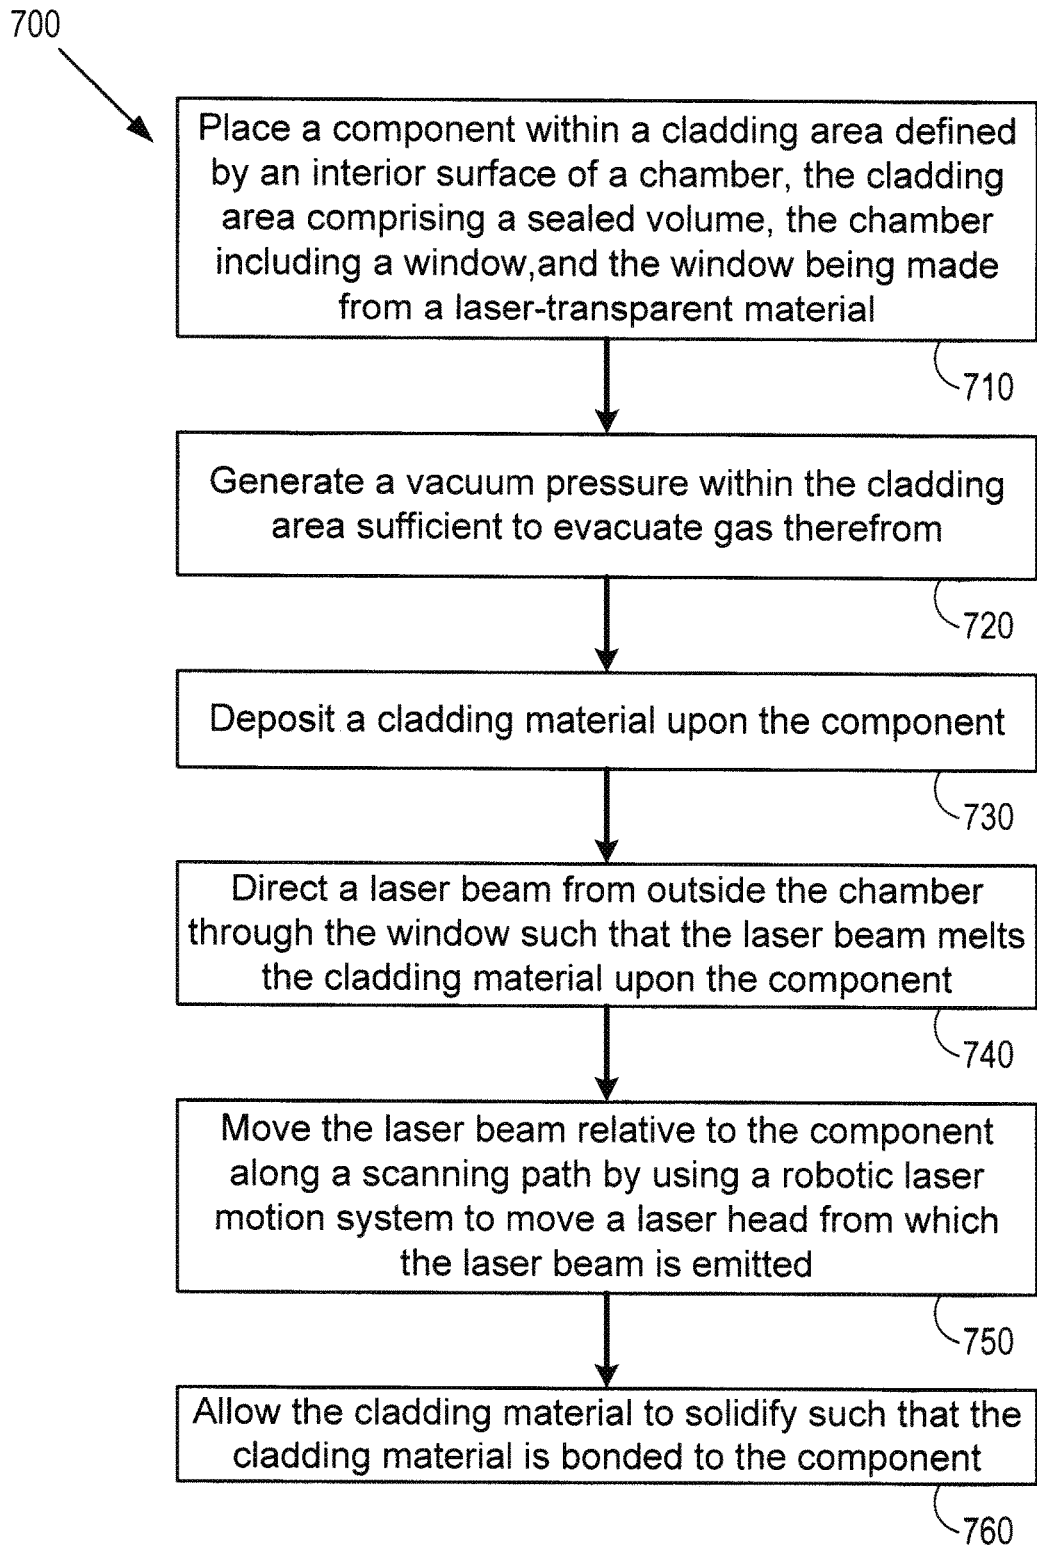 700
Place a component within a cladding area defined
by an interior surface of a chamber, the cladding
area comprising a sealed volume, the chamber
including a window,and the window being made
from a laser-transparent material
710
Generate a vacuum pressure within the cladding
area sufficient to evacuate gas therefrom
720
Deposit a cladding material upon the component
730
Direct a laser beam from outside the chamber
through the window such that the laser beam melts
the cladding material upon the component
740
Move the laser beam relative to the component
along a scanning path by using a robotic laser
motion system to move a laser head from which
the laser beam is emitted
750
Allow the cladding material to solidify such that the
cladding material is bonded to the component
760